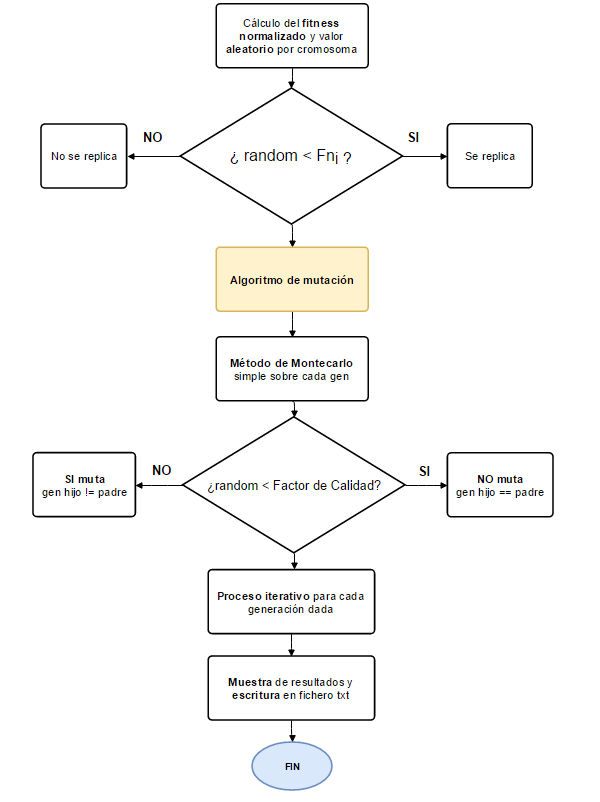 Cálculo del fitness
normalizado y valor
aleatorio por cromosoma
NO
SI
No se replica
¿ random < Fni ?
Se replica
Algoritmo de mutación
Método de Montecarlo
simple sobre cada gen
NO
SI
SI muta
gen hijo != padre
¿random < Factor de Calidad?
NO muta
gen hijo == padre
Proceso iterativo para cada
generación dada
Muestra de resultados y
escritura en fichero txt
FIN